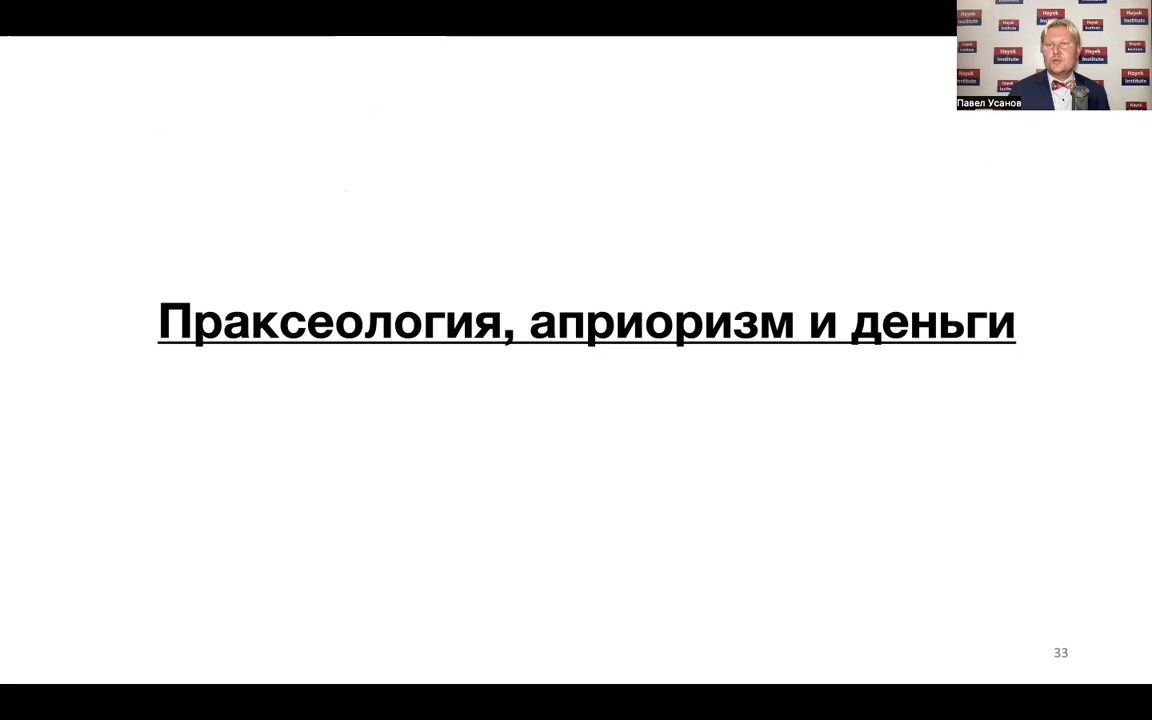 Hayek
Institute
Павел Усанов
Праксеология, априоризм и деньги
33